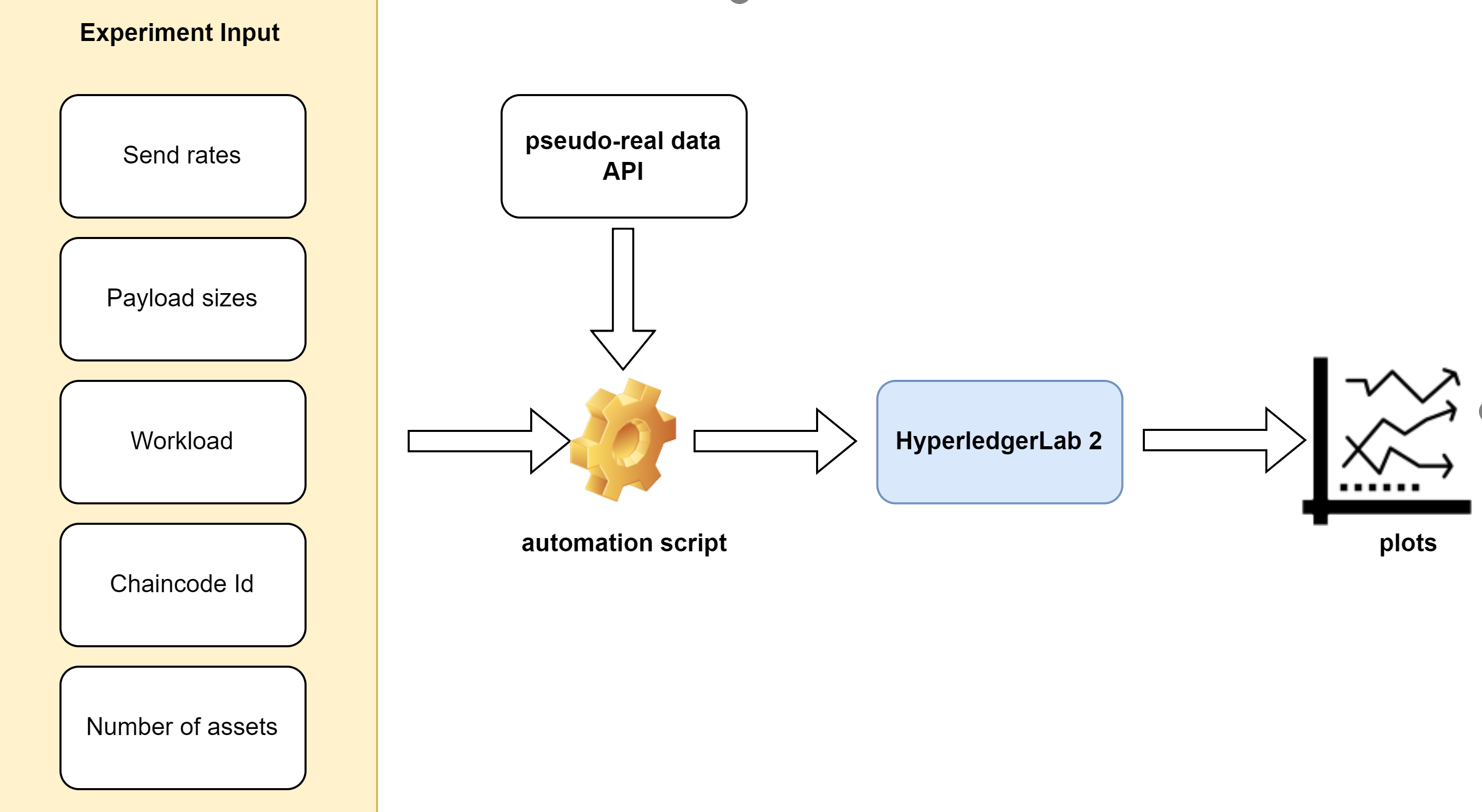 Experiment Input
Send rates
Payload sizes
Workload
Chaincode Id
Number of assets
pseudo-real data
API
automation script
HyperledgerLab 2
plots